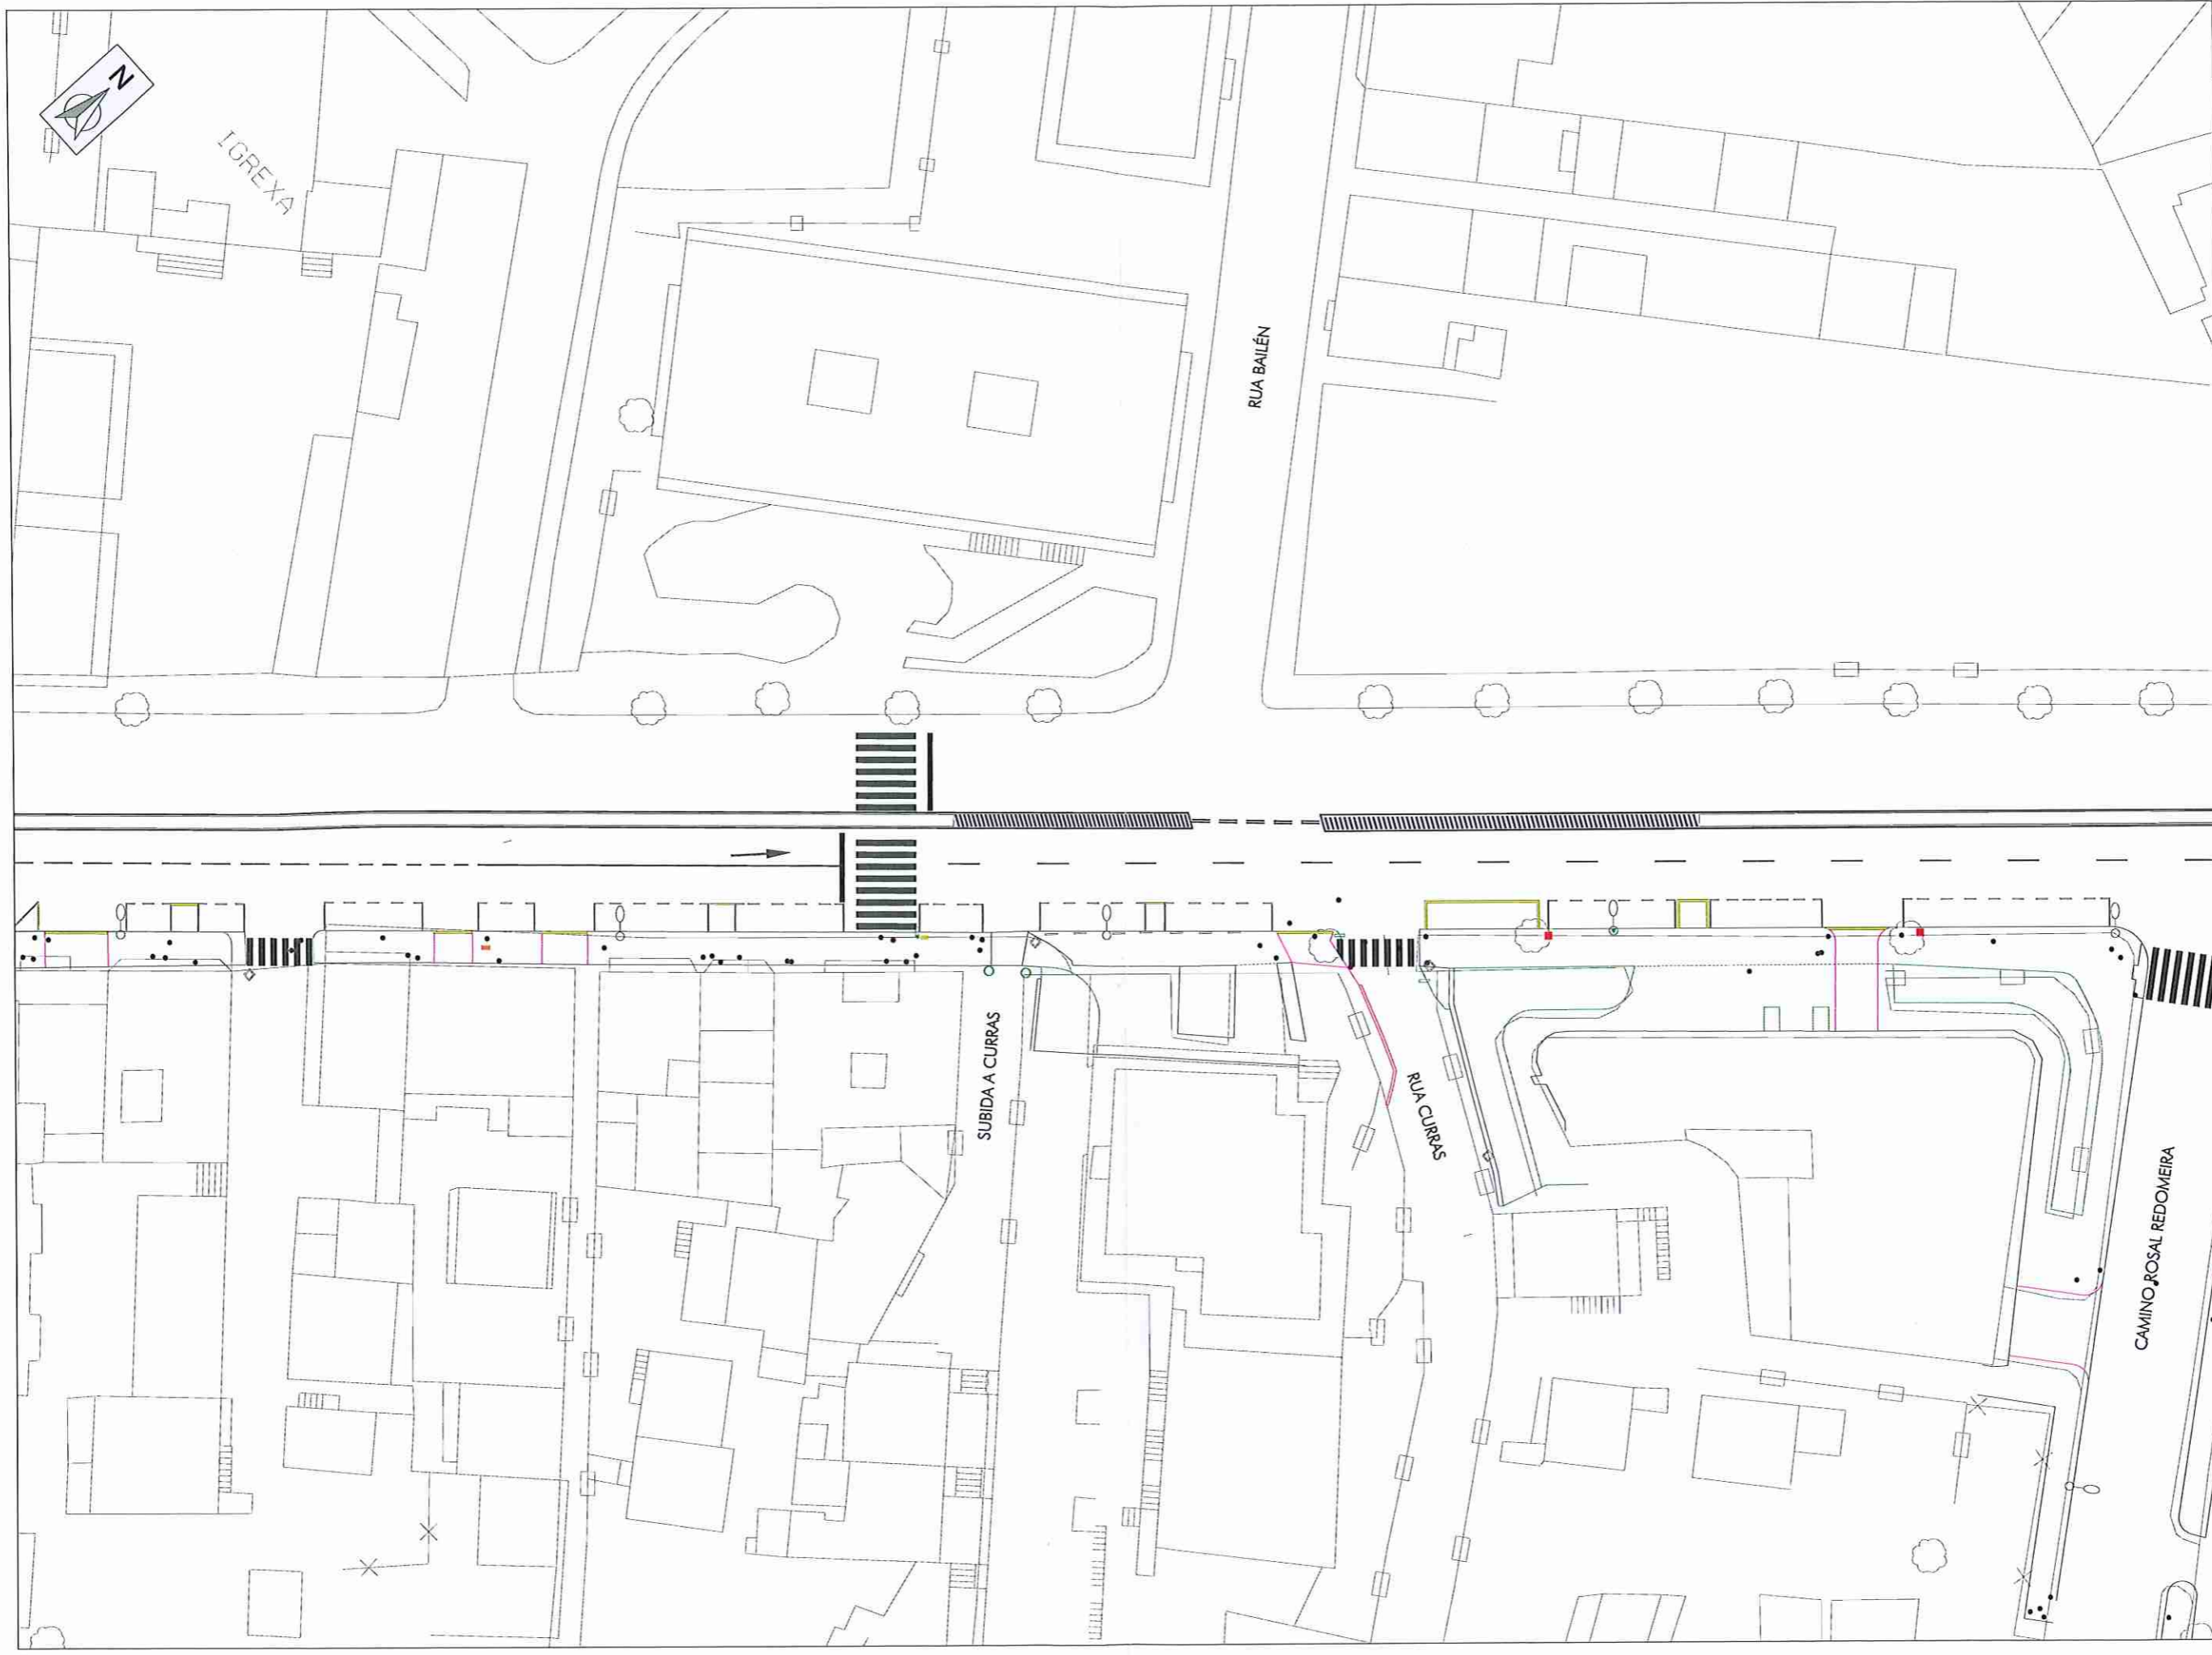 N
IGREXA
RUA BAILÉN
SUBIDA A CURRAS
RUA CURRAS
CAMINO ROSAL REDOMEIRA